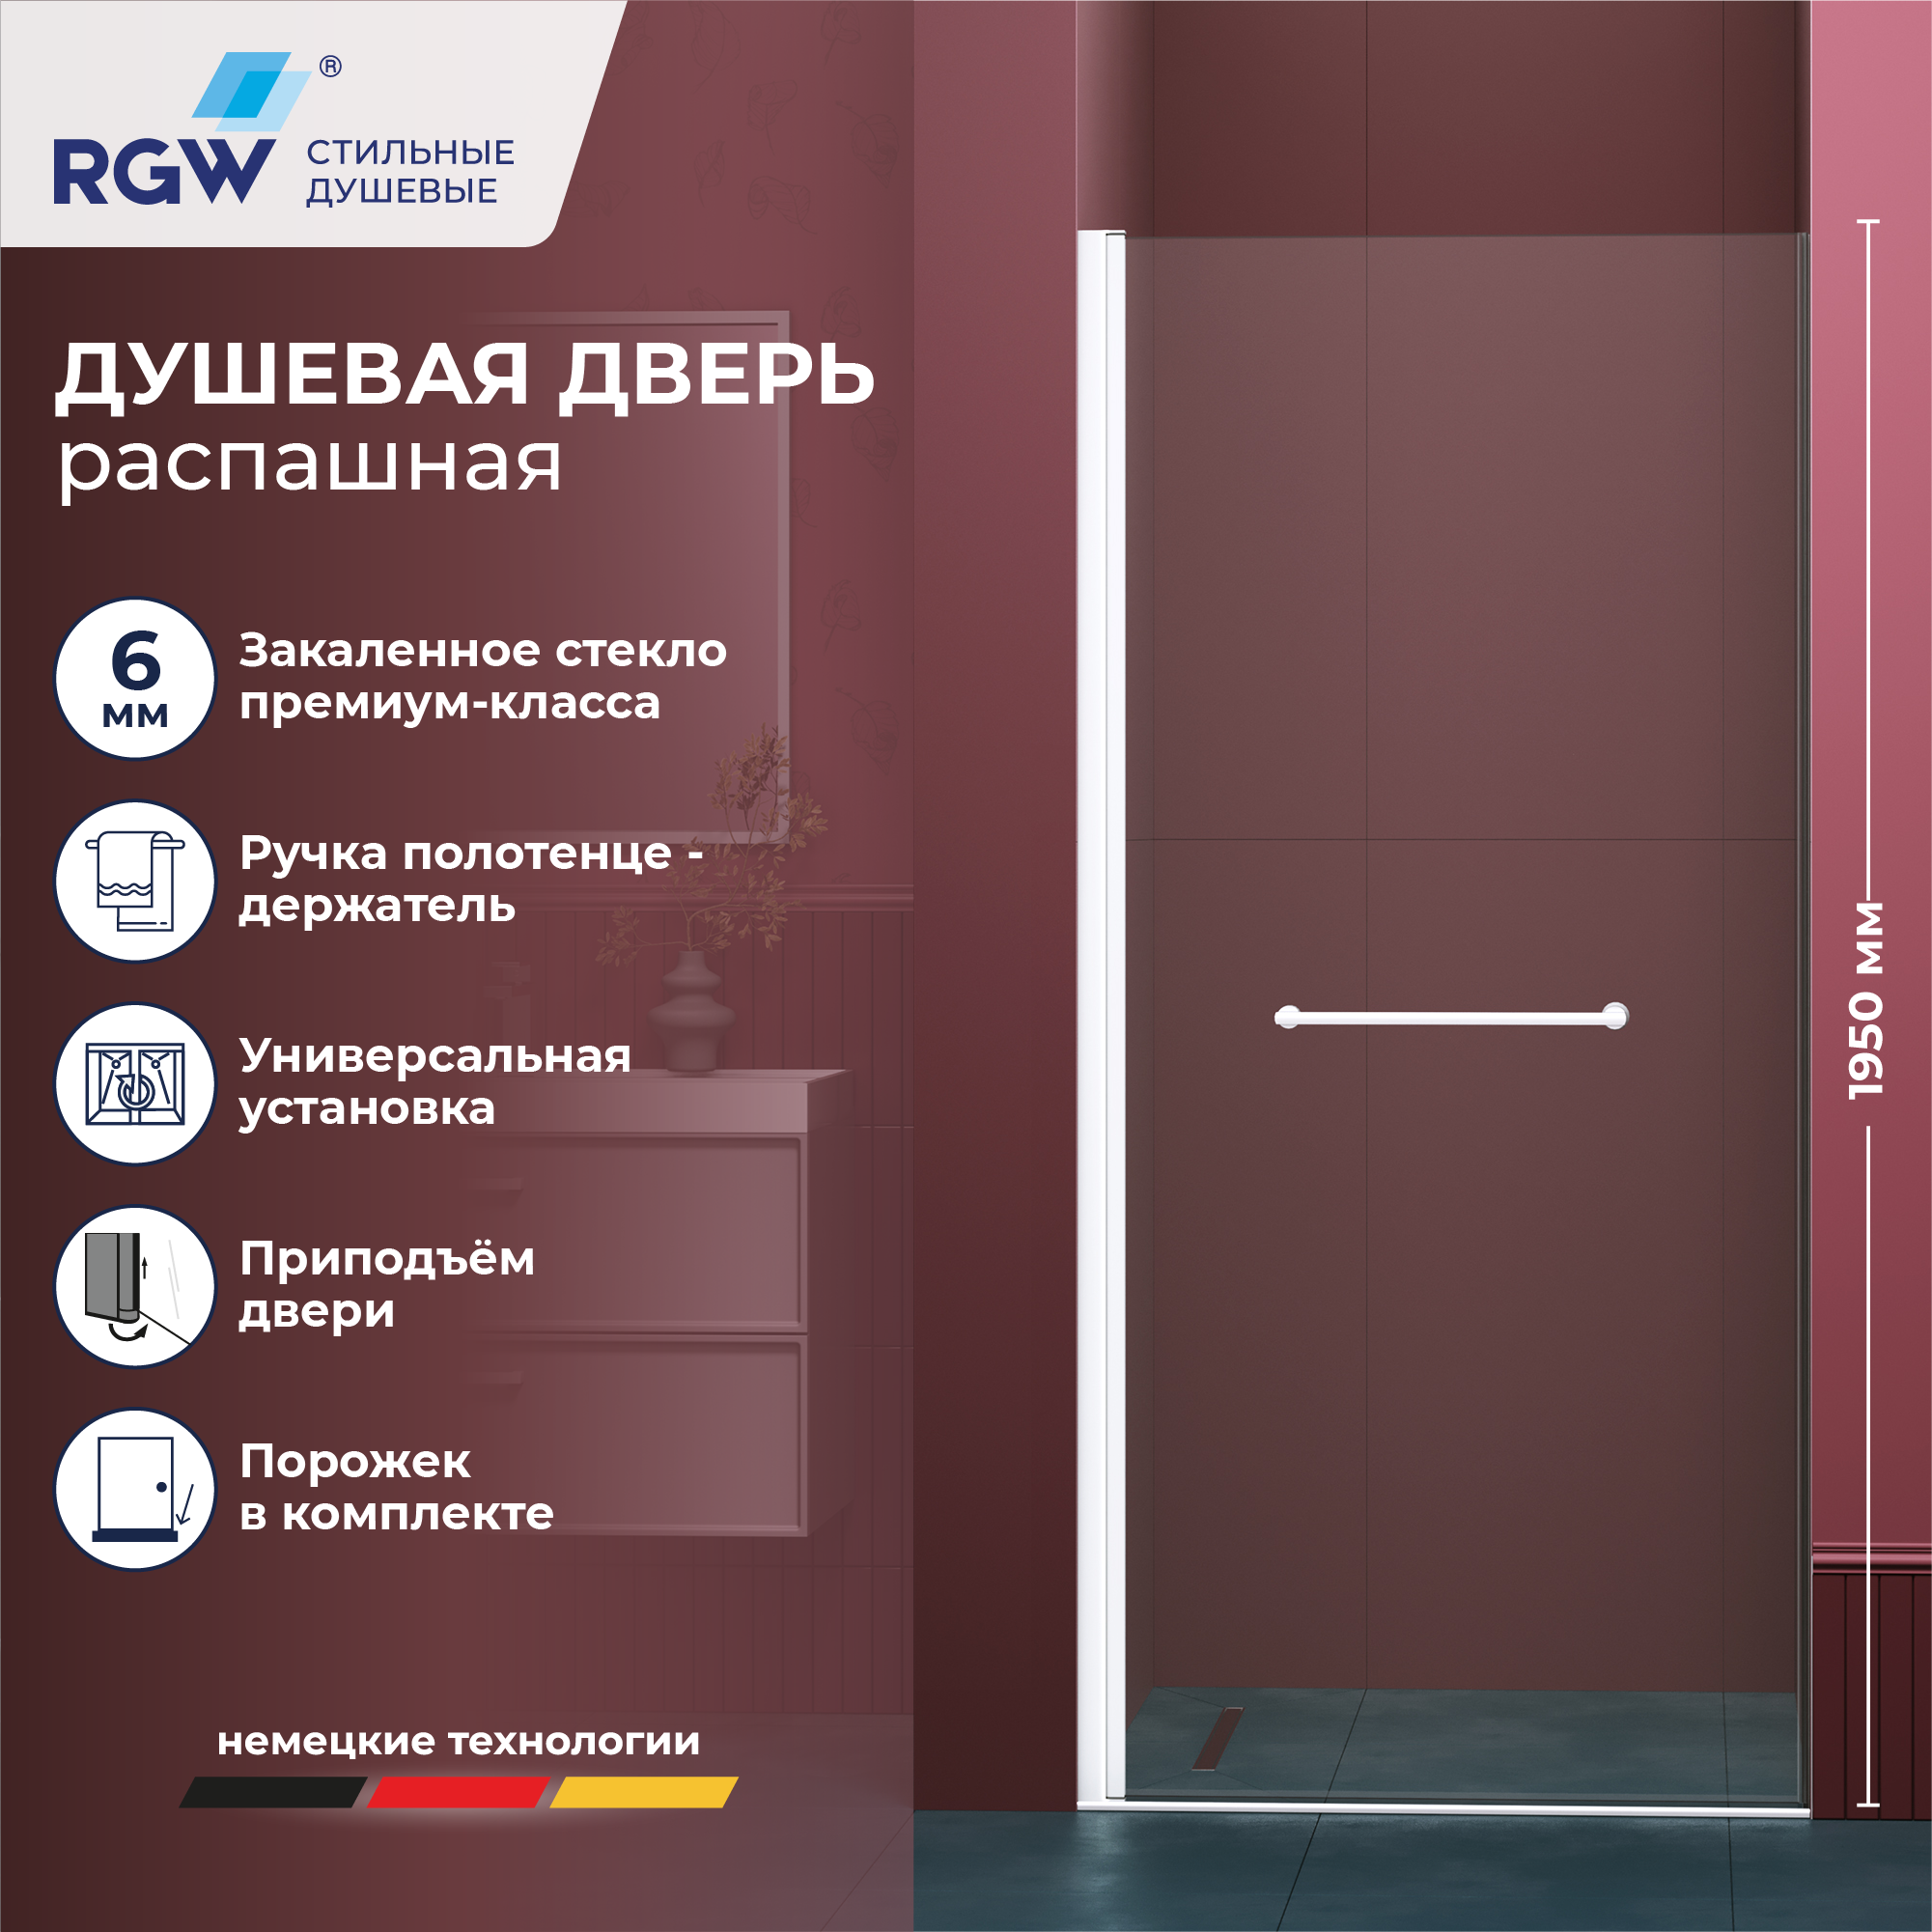 RGW®
СТИЛЬНЫЕ
ДУШЕВЫЕ
ДУШЕВАЯ ДВЕРЬ
распашная
6
мм
Закаленное стекло
премиум-класса
Ручка полотенце -
держатель
Универсальная
установка
Приподъём
двери
Порожек
в комплекте
немецкие технологии
1950 мм